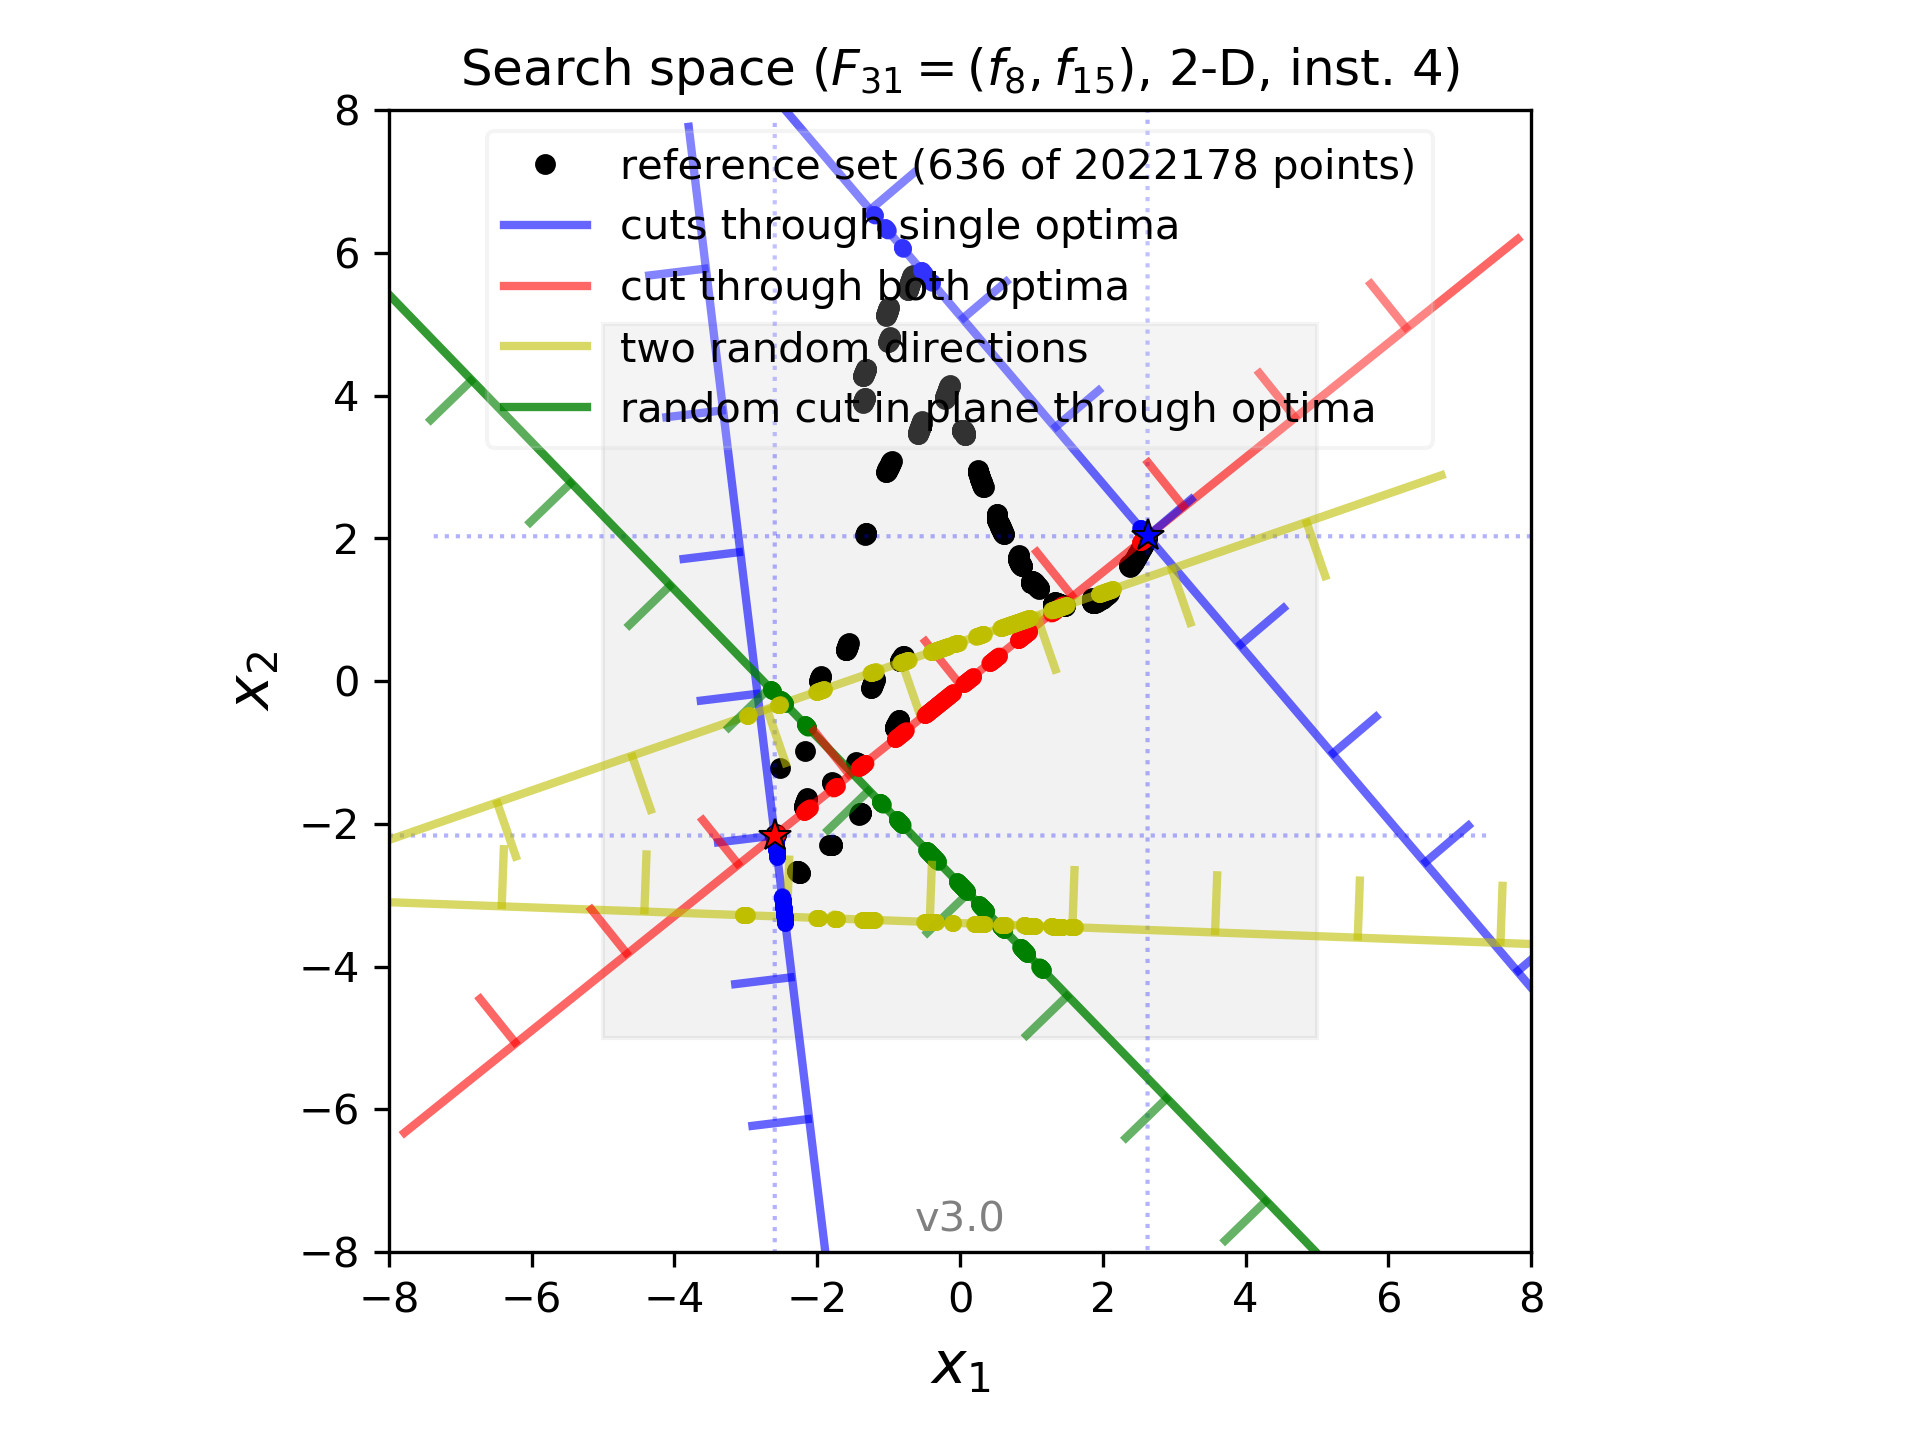 Search space (F₃₁ = (f₈, f₁₅), 2-D, inst. 4)
8
6
4
2
0
−2
−4
−6
−8
x₂
reference set (636 of 2022178 points)
cuts through single optima
cut through both optima
two random directions
random cut in plane through optima
v3.0
−8 −6 −4 −2 0 2 4 6 8
x₁